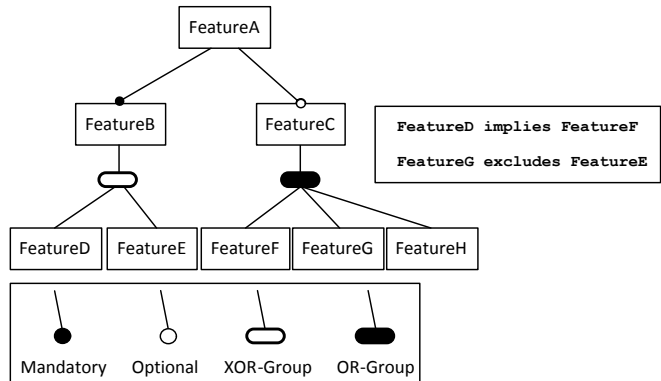 FeatureA
FeatureB
FeatureC
FeatureD implies FeatureF
FeatureG excludes FeatureE
FeatureD
FeatureE
FeatureF
FeatureG
FeatureH
Mandatory
Optional
XOR-Group
OR-Group